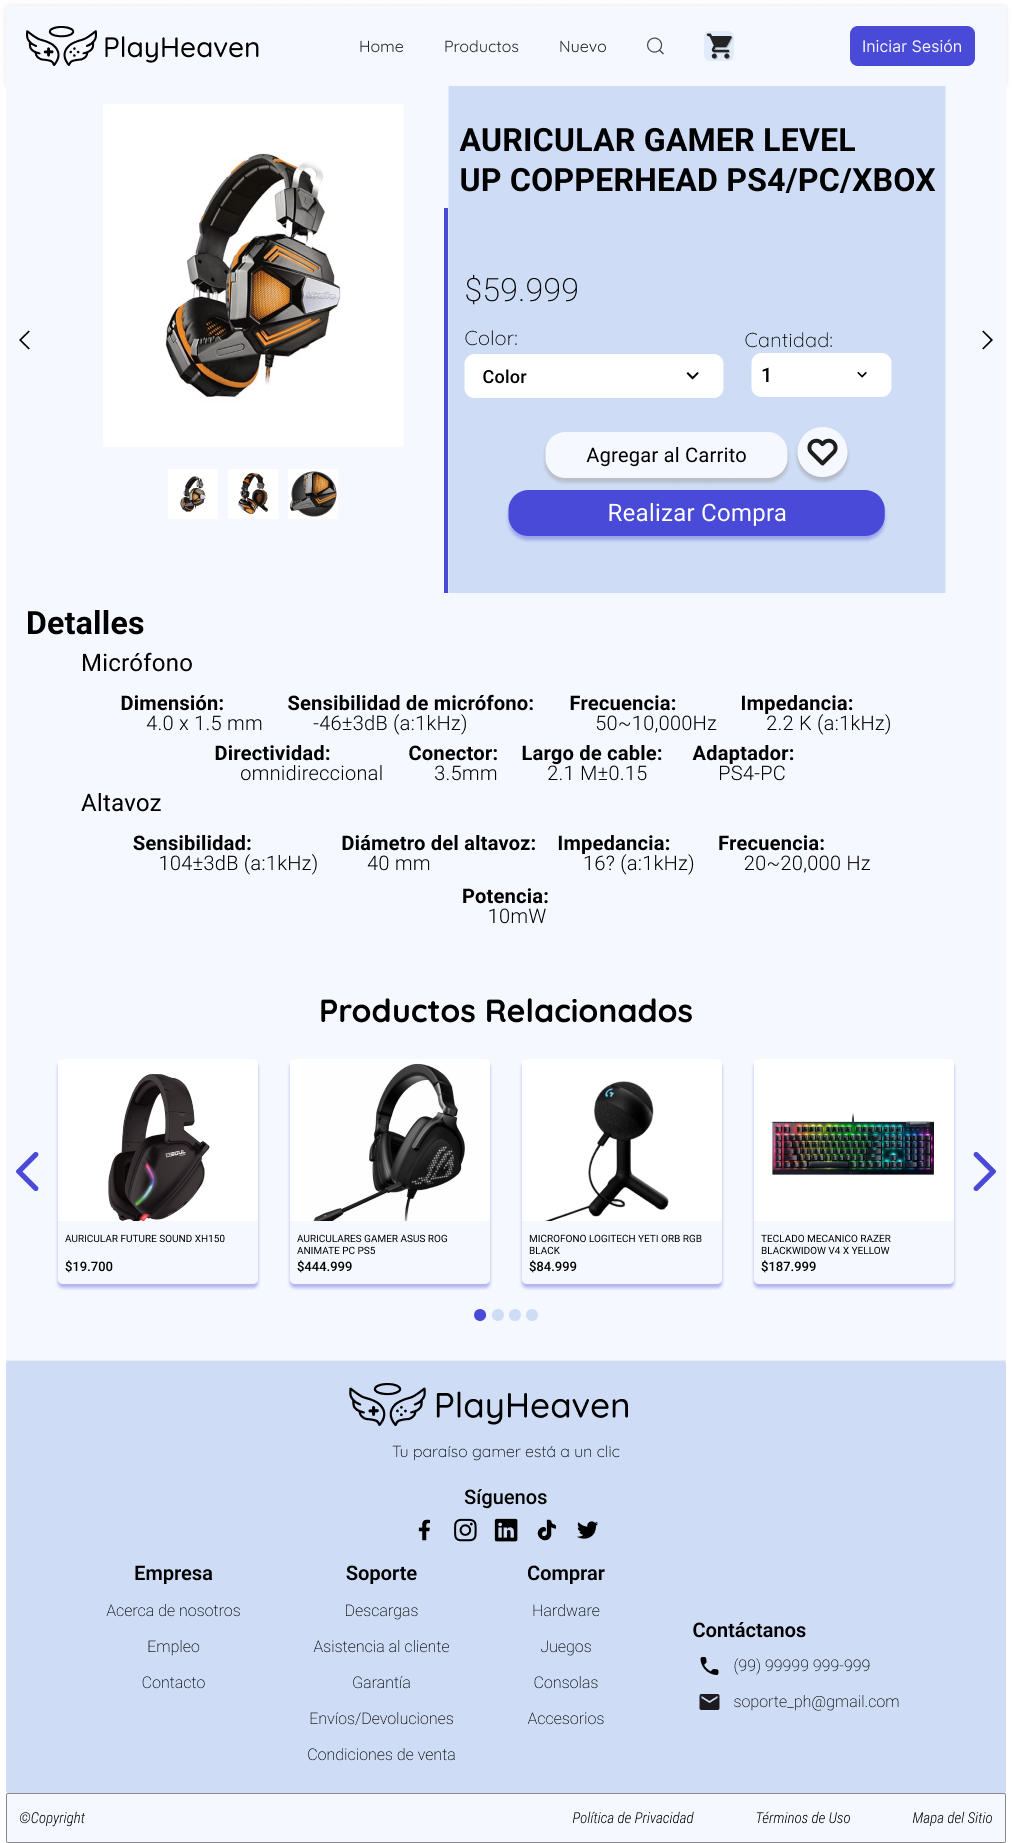 PlayHeaven
Home
Productos
Nuevo
Iniciar Sesión
AURICULAR GAMER LEVEL
UP COPPERHEAD PS4/PC/XBOX
$59.999
Color:
Cantidad:
Color
1
Agregar al Carrito
Realizar Compra
Detalles
Micrófono
Dimensión:
4.0 x 1.5 mm
Sensibilidad de micrófono:
-46±3dB (a:1kHz)
Frecuencia:
50~10,000Hz
Impedancia:
2.2 K (a:1kHz)
Directividad:
omnidireccional
Conector:
3.5mm
Largo de cable:
2.1 M±0.15
Adaptador:
PS4-PC
Altavoz
Sensibilidad:
104±3dB (a:1kHz)
Diámetro del altavoz:
40 mm
Impedancia:
16? (a:1kHz)
Frecuencia:
20~20,000 Hz
Potencia:
10mW
Productos Relacionados
AURICULAR FUTURE SOUND XH150
$19.700
AURICULARES GAMER ASUS ROG
ANIMATE PC PS5
$444.999
MICROFONO LOGITECH YETI ORB RGB
BLACK
$84.999
TECLADO MECANICO RAZER
BLACKWIDOW V4 X YELLOW
$187.999
PlayHeaven
Tu paraíso gamer está a un clic
Síguenos
Empresa
Acerca de nosotros
Empleo
Contacto
Soporte
Descargas
Asistencia al cliente
Garantía
Envíos/Devoluciones
Condiciones de venta
Comprar
Hardware
Juegos
Consolas
Accesorios
Contáctanos
(99) 99999 999-999
soporte_ph@gmail.com
©Copyright
Política de Privacidad
Términos de Uso
Mapa del Sitio